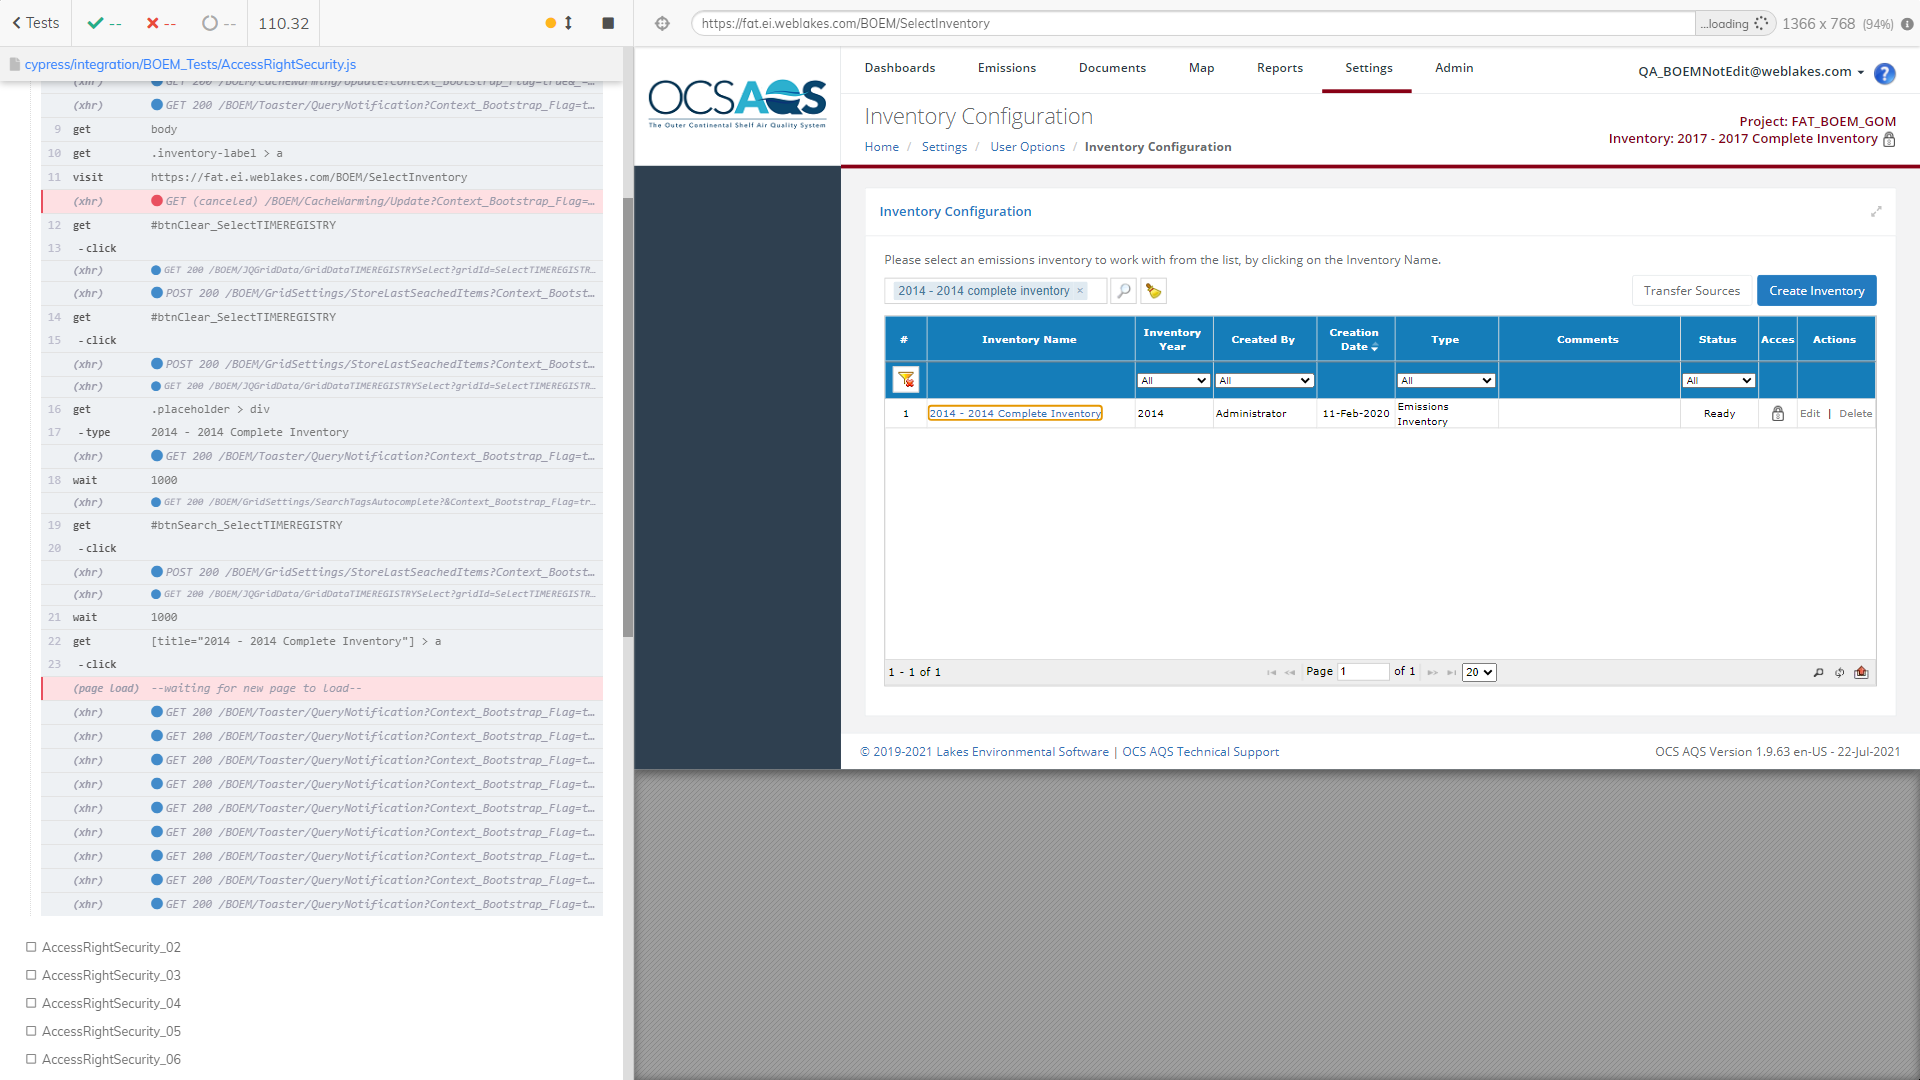 Tests
--
--
--
110.32
cypress/integration/BOEM_Tests/AccessRightSecurity.js
(xhr) GET 200 /BOEM/CacheWarming/Update?Context_Bootstrap_Flag=true&_=…
(xhr) GET 200 /BOEM/Toaster/QueryNotification?Context_Bootstrap_Flag=t…
9 get body
10 get .inventory-label > a
11 visit https://fat.ei.weblakes.com/BOEM/SelectInventory
(xhr) GET (canceled) /BOEM/CacheWarming/Update?Context_Bootstrap_Flag=…
12 get #btnClear_SelectTIMEREGISTRY
13 -click
(xhr) GET 200 /BOEM/JQGridData/GridDataTIMEREGISTRYSelect?gridId=SelectTIMEREGISTR…
(xhr) POST 200 /BOEM/GridSettings/StoreLastSeachedItems?Context_Bootst…
14 get #btnClear_SelectTIMEREGISTRY
15 -click
(xhr) POST 200 /BOEM/GridSettings/StoreLastSeachedItems?Context_Bootst…
(xhr) GET 200 /BOEM/JQGridData/GridDataTIMEREGISTRYSelect?gridId=SelectTIMEREGISTR…
16 get .placeholder > div
17 -type 2014 - 2014 Complete Inventory
(xhr) GET 200 /BOEM/Toaster/QueryNotification?Context_Bootstrap_Flag=t…
18 wait 1000
(xhr) GET 200 /BOEM/GridSettings/SearchTagsAutocomplete?&Context_Bootstrap_Flag=tr…
19 get #btnSearch_SelectTIMEREGISTRY
20 -click
(xhr) POST 200 /BOEM/GridSettings/StoreLastSeachedItems?Context_Bootst…
(xhr) GET 200 /BOEM/JQGridData/GridDataTIMEREGISTRYSelect?gridId=SelectTIMEREGISTR…
21 wait 1000
22 get [title="2014 - 2014 Complete Inventory"] > a
23 -click
(page load) --waiting for new page to load--
(xhr) GET 200 /BOEM/Toaster/QueryNotification?Context_Bootstrap_Flag=t…
(xhr) GET 200 /BOEM/Toaster/QueryNotification?Context_Bootstrap_Flag=t…
(xhr) GET 200 /BOEM/Toaster/QueryNotification?Context_Bootstrap_Flag=t…
(xhr) GET 200 /BOEM/Toaster/QueryNotification?Context_Bootstrap_Flag=t…
(xhr) GET 200 /BOEM/Toaster/QueryNotification?Context_Bootstrap_Flag=t…
(xhr) GET 200 /BOEM/Toaster/QueryNotification?Context_Bootstrap_Flag=t…
(xhr) GET 200 /BOEM/Toaster/QueryNotification?Context_Bootstrap_Flag=t…
(xhr) GET 200 /BOEM/Toaster/QueryNotification?Context_Bootstrap_Flag=t…
(xhr) GET 200 /BOEM/Toaster/QueryNotification?Context_Bootstrap_Flag=t…
AccessRightSecurity_02
AccessRightSecurity_03
AccessRightSecurity_04
AccessRightSecurity_05
AccessRightSecurity_06
https://fat.ei.weblakes.com/BOEM/SelectInventory
...loading
1366 x 768 (94%)
OCSAQS
The Outer Continental Shelf Air Quality System
Dashboards Emissions Documents Map Reports Settings Admin
QA_BOEMNotEdit@weblakes.com
?
Inventory Configuration
Home / Settings / User Options / Inventory Configuration
Project: FAT_BOEM_GOM
Inventory: 2017 - 2017 Complete Inventory
Inventory Configuration
Please select an emissions inventory to work with from the list, by clicking on the Inventory Name.
2014 - 2014 complete inventory ×
Transfer Sources
Create Inventory
# Inventory Name Inventory Year Created By Creation Date Type Comments Status Acces Actions
All All All All
1 2014 - 2014 Complete Inventory 2014 Administrator 11-Feb-2020 Emissions Inventory Ready Edit | Delete
1 - 1 of 1
Page 1 of 1
20
© 2019-2021 Lakes Environmental Software | OCS AQS Technical Support
OCS AQS Version 1.9.63 en-US - 22-Jul-2021